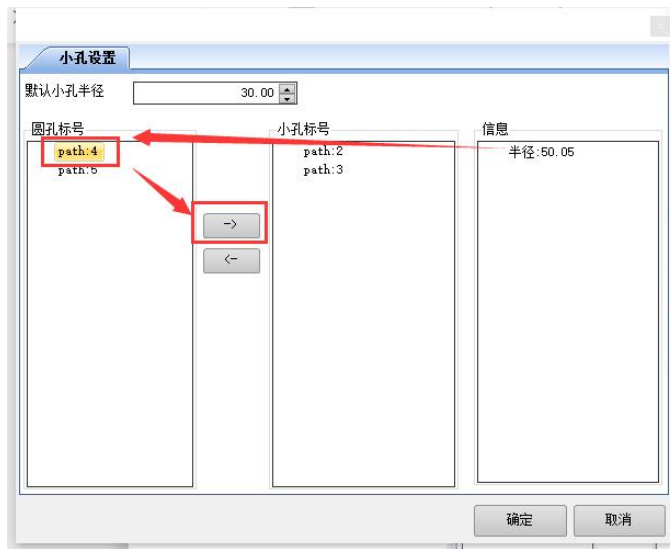 小孔设置
默认小孔半径 30.00
圆孔标号 小孔标号 信息
path:4 path:2 半径:50.05
path:5 path:3
->
<-
确定 取消